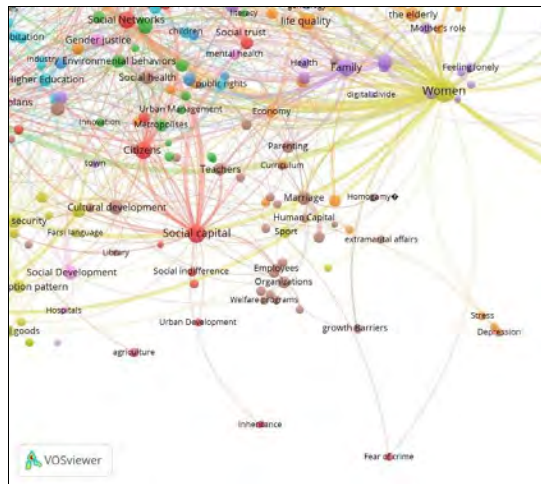 literacy
Social Networks
the elderly
life quality
children
Social trust
Mother's role
Gender justice
mental health
industry
Environmental behaviors
Health
Family
Feeling lonely
Higher Education
Social health
public rights
digital divide
Women
plans
Urban Management
Economy
Innovation
Metropolises
Citizens
Parenting
town
Teachers
Curriculum
Marriage
Homogamy�
Cultural development
security
Human Capital
Farsi language
Social capital
Sport
extramarital affairs
Library
Social Development
Social indifference
Employees
ption pattern
Organizations
Welfare programs
Hospitals
Stress
goods
Urban Development
growth Barriers
Depression
agriculture
Inheritance
Fear of crime
VOSviewer